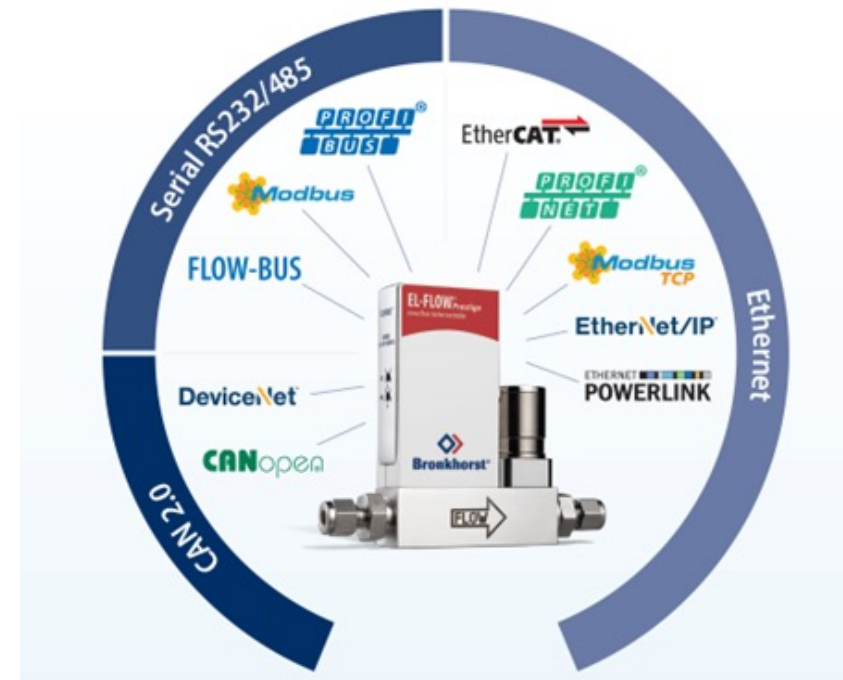 Serial RS232/485
PROFI®
BUS
Modbus
FLOW-BUS
DeviceNet
CANopen
CAN 2.0
EtherCAT®
PROFI®
NET
Modbus
TCP
EtherNet/IP
ETHERNET
POWERLINK
Ethernet
EL-FLOW® Prestige
Bronkhorst®
FLOW